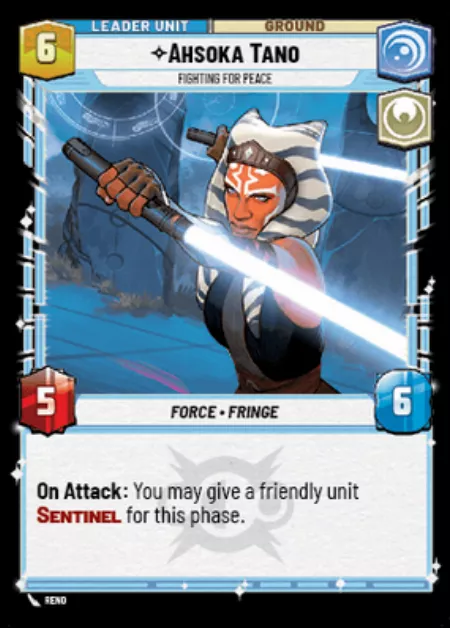 LEADER UNIT GROUND
6
AHSOKA TANO
FIGHTING FOR PEACE
5
FORCE • FRINGE
6
On Attack: You may give a friendly unit
SENTINEL for this phase.
RENO